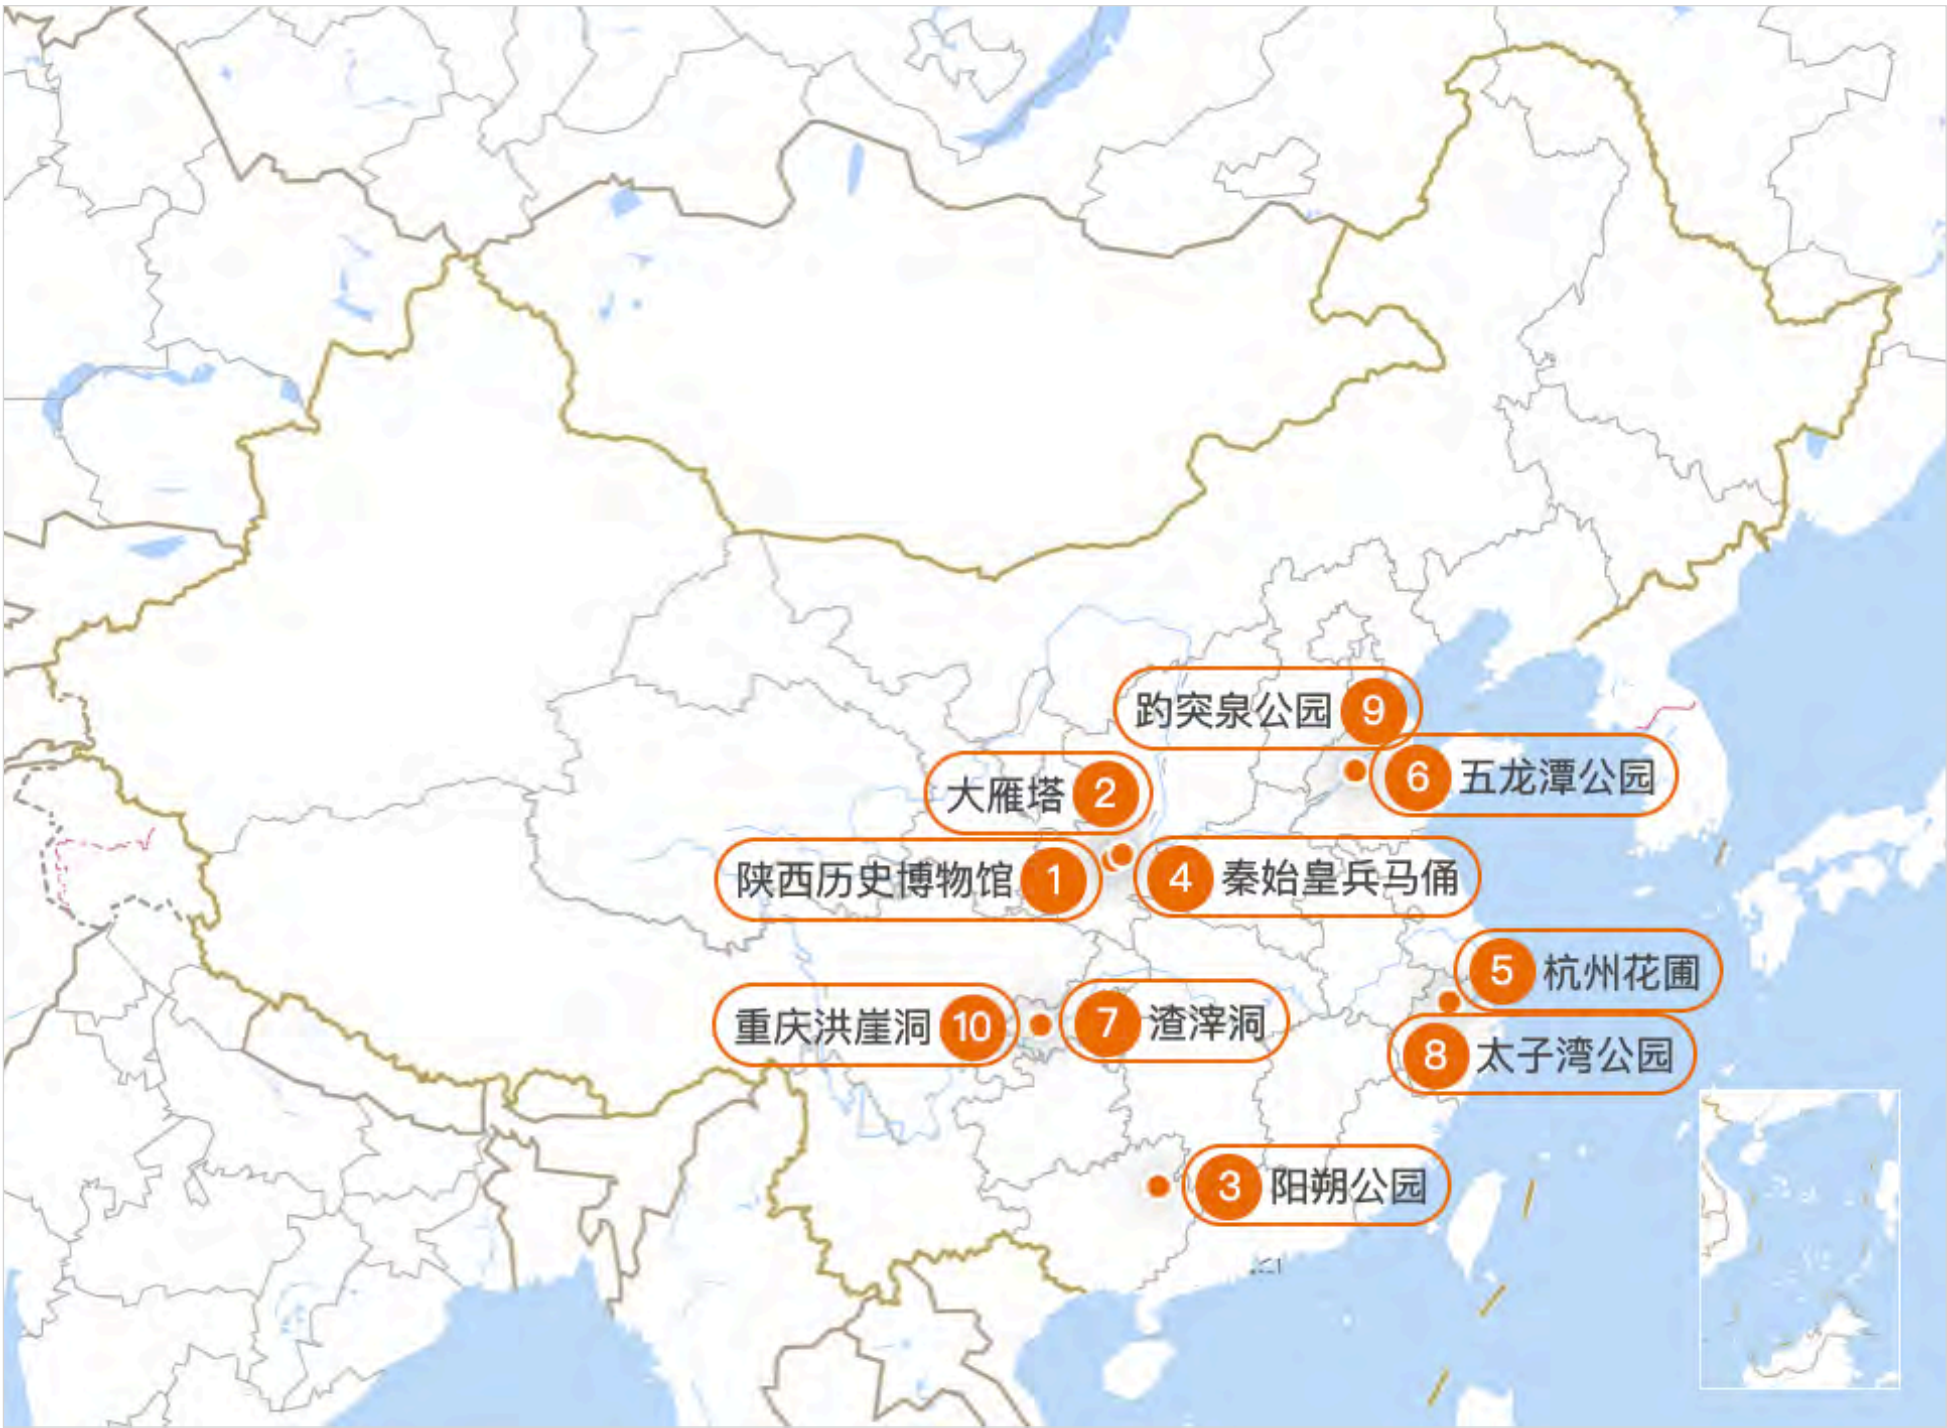 趵突泉公园 9
6 五龙潭公园
大雁塔 2
陕西历史博物馆 1
4 秦始皇兵马俑
5 杭州花圃
重庆洪崖洞 10
7 渣滓洞
8 太子湾公园
3 阳朔公园